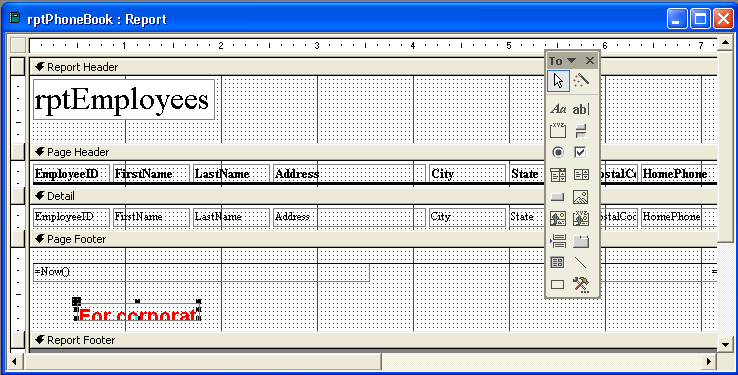 rptPhoneBook : Report
1 2 3 4 5 6 7
To
Report Header
rptEmployees
Aa ab|
XYZ
Page Header
EmployeeID FirstName LastName Address City State HomePhone
Detail
EmployeeID FirstName LastName Address City State HomePhone
XYZ
Page Footer
=Now() =
For corporat
Report Footer